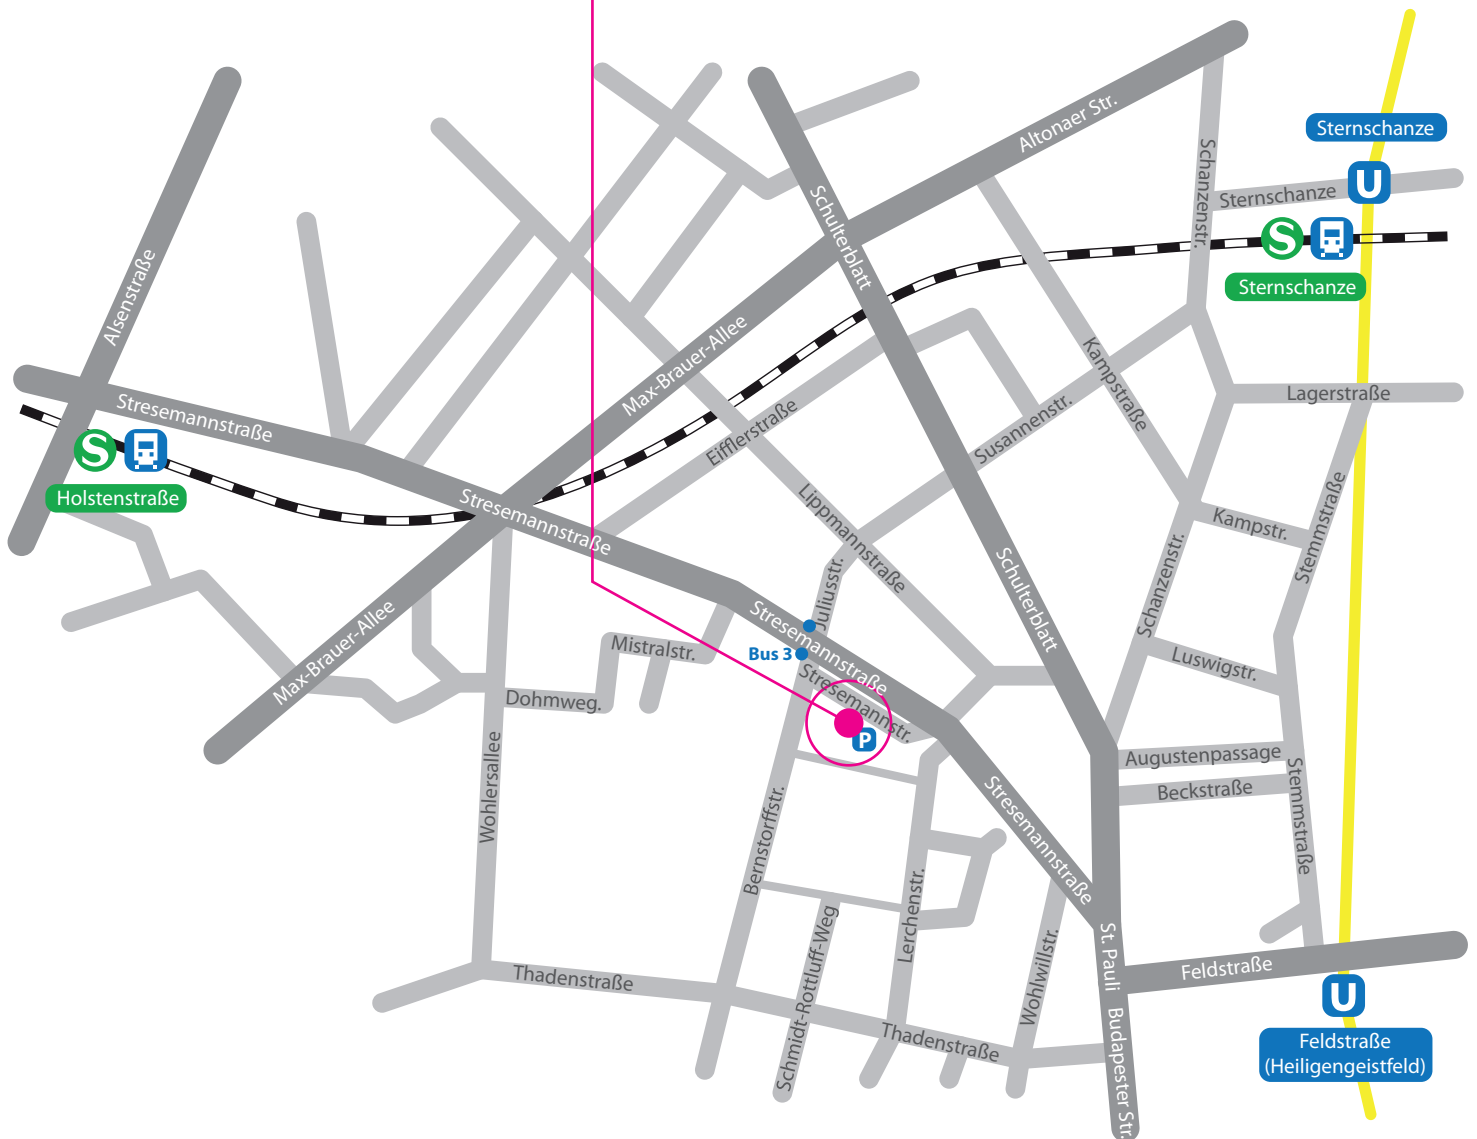 Altonaer Str.
Sternschanze
U
Schanzenstr.
Sternschanze
Schulterblatt
S
Sternschanze
Alsenstraße
Max-Brauer-Allee
Kampstraße
Lagerstraße
Stresemannstraße
Eifflerstraße
Susannenstr.
S
Holstenstraße
Stresemannstraße
Lippmannstraße
Kampstr.
Stemmstraße
Schanzenstr.
Schulterblatt
Juliusstr.
Max-Brauer-Allee
Stresemannstraße
Mistralstr.
Bus 3
Luswigstr.
Stresemannstr.
Dohmweg.
P
Augustenpassage
Wohlersallee
Beckstraße
Stemmstraße
Bernstorffstr.
Stresemannstraße
Lerchenstr.
Schmidt-Rottluff-Weg
Wohlwillstr.
St. Pauli
Feldstraße
Thadenstraße
U
Thadenstraße
Budapester Str.
Feldstraße
(Heiligengeistfeld)